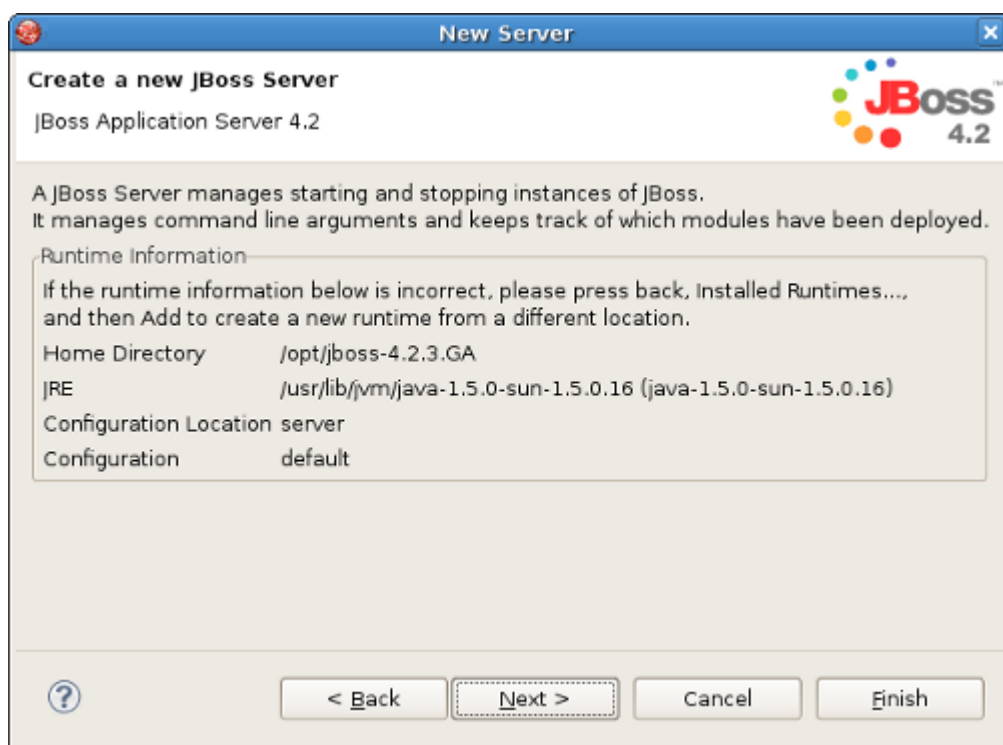 New Server
Create a new JBoss Server
JBoss Application Server 4.2
JBoss™
4.2
A JBoss Server manages starting and stopping instances of JBoss.
It manages command line arguments and keeps track of which modules have been deployed.
Runtime Information
If the runtime information below is incorrect, please press back, Installed Runtimes...,
and then Add to create a new runtime from a different location.
Home Directory /opt/jboss-4.2.3.GA
JRE /usr/lib/jvm/java-1.5.0-sun-1.5.0.16 (java-1.5.0-sun-1.5.0.16)
Configuration Location server
Configuration default
? < Back Next > Cancel Finish